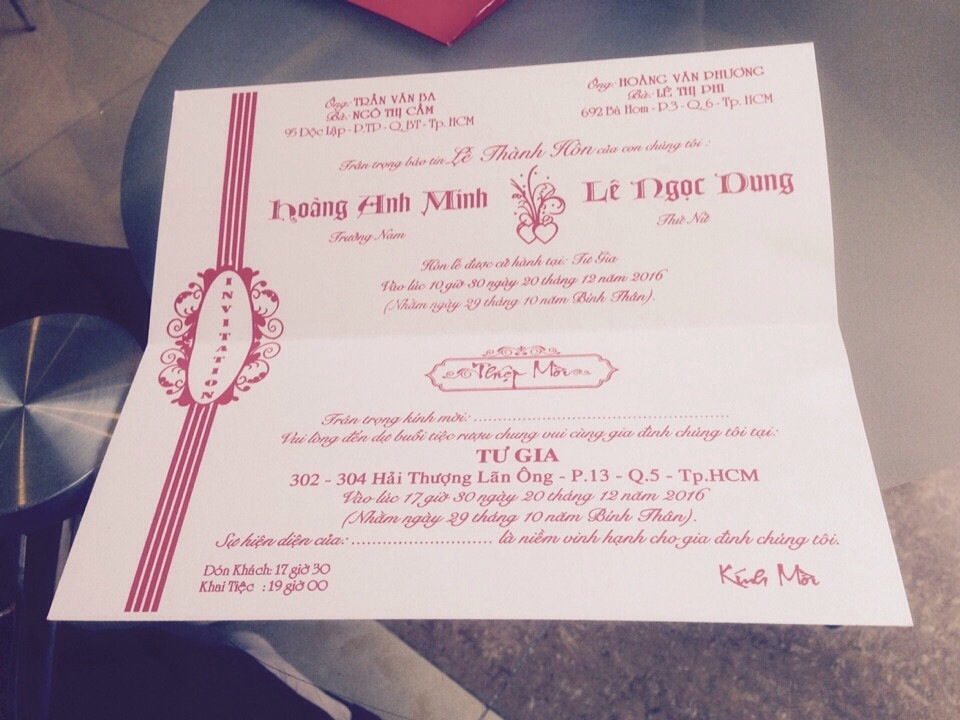 Ông: TRẦN VĂN BA
Bà: NGÔ THỊ CẨM
95 Độc Lập - P.TP - Q.BT - Tp. HCM
Ông: HOÀNG VĂN PHƯƠNG
Bà: LÊ THỊ PHI
692 Bà Hom - P.3 - Q.6 - Tp. HCM
Trân trọng báo tin Lễ Thành Hôn của con chúng tôi :
Hoàng Anh Minh
Trưởng Nam
Lê Ngọc Dung
Thứ Nữ
Hôn lễ được cử hành tại: Tư Gia
Vào lúc 10 giờ 30 ngày 20 tháng 12 năm 2016
(Nhằm ngày 29 tháng 10 năm Bính Thân).
INVITATION
Thiệp Mời
Trân trọng kính mời: ..........................................................
Vui lòng đến dự buổi tiệc rượu chung vui cùng gia đình chúng tôi tại:
TƯ GIA
302 - 304 Hải Thượng Lãn Ông - P.13 - Q.5 - Tp.HCM
Vào lúc 17 giờ 30 ngày 20 tháng 12 năm 2016
(Nhằm ngày 29 tháng 10 năm Bính Thân).
Sự hiện diện của: .............................. là niềm vinh hạnh cho gia đình chúng tôi.
Đón Khách: 17 giờ 30
Khai Tiệc : 19 giờ 00
Kính Mời